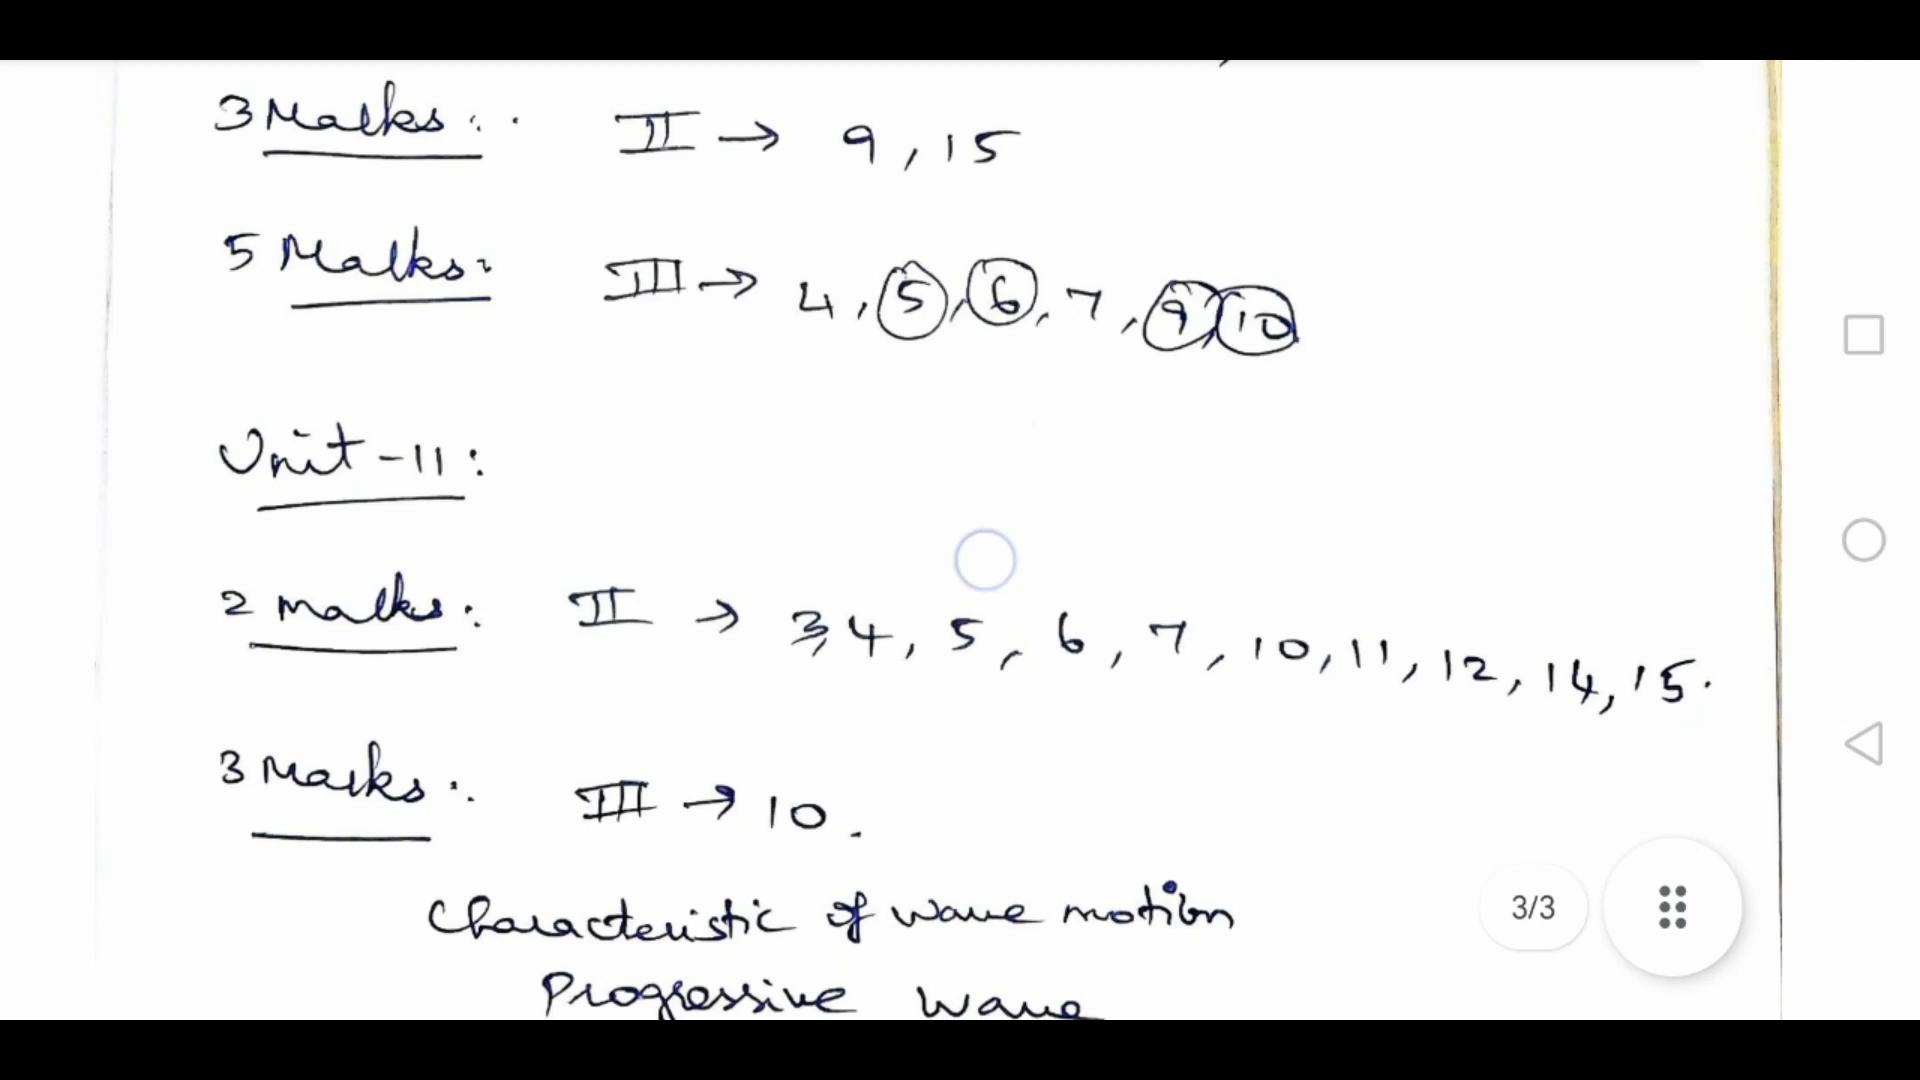 3 Marks: II → 9, 15
5 Marks: III → 4, 5, 6, 7, 9, 10
Unit - 11:
2 marks: II → 3, 4, 5, 6, 7, 10, 11, 12, 14, 15.
3 Marks: III → 10.
Characteristic of wave motion
3/3
Progressive wave